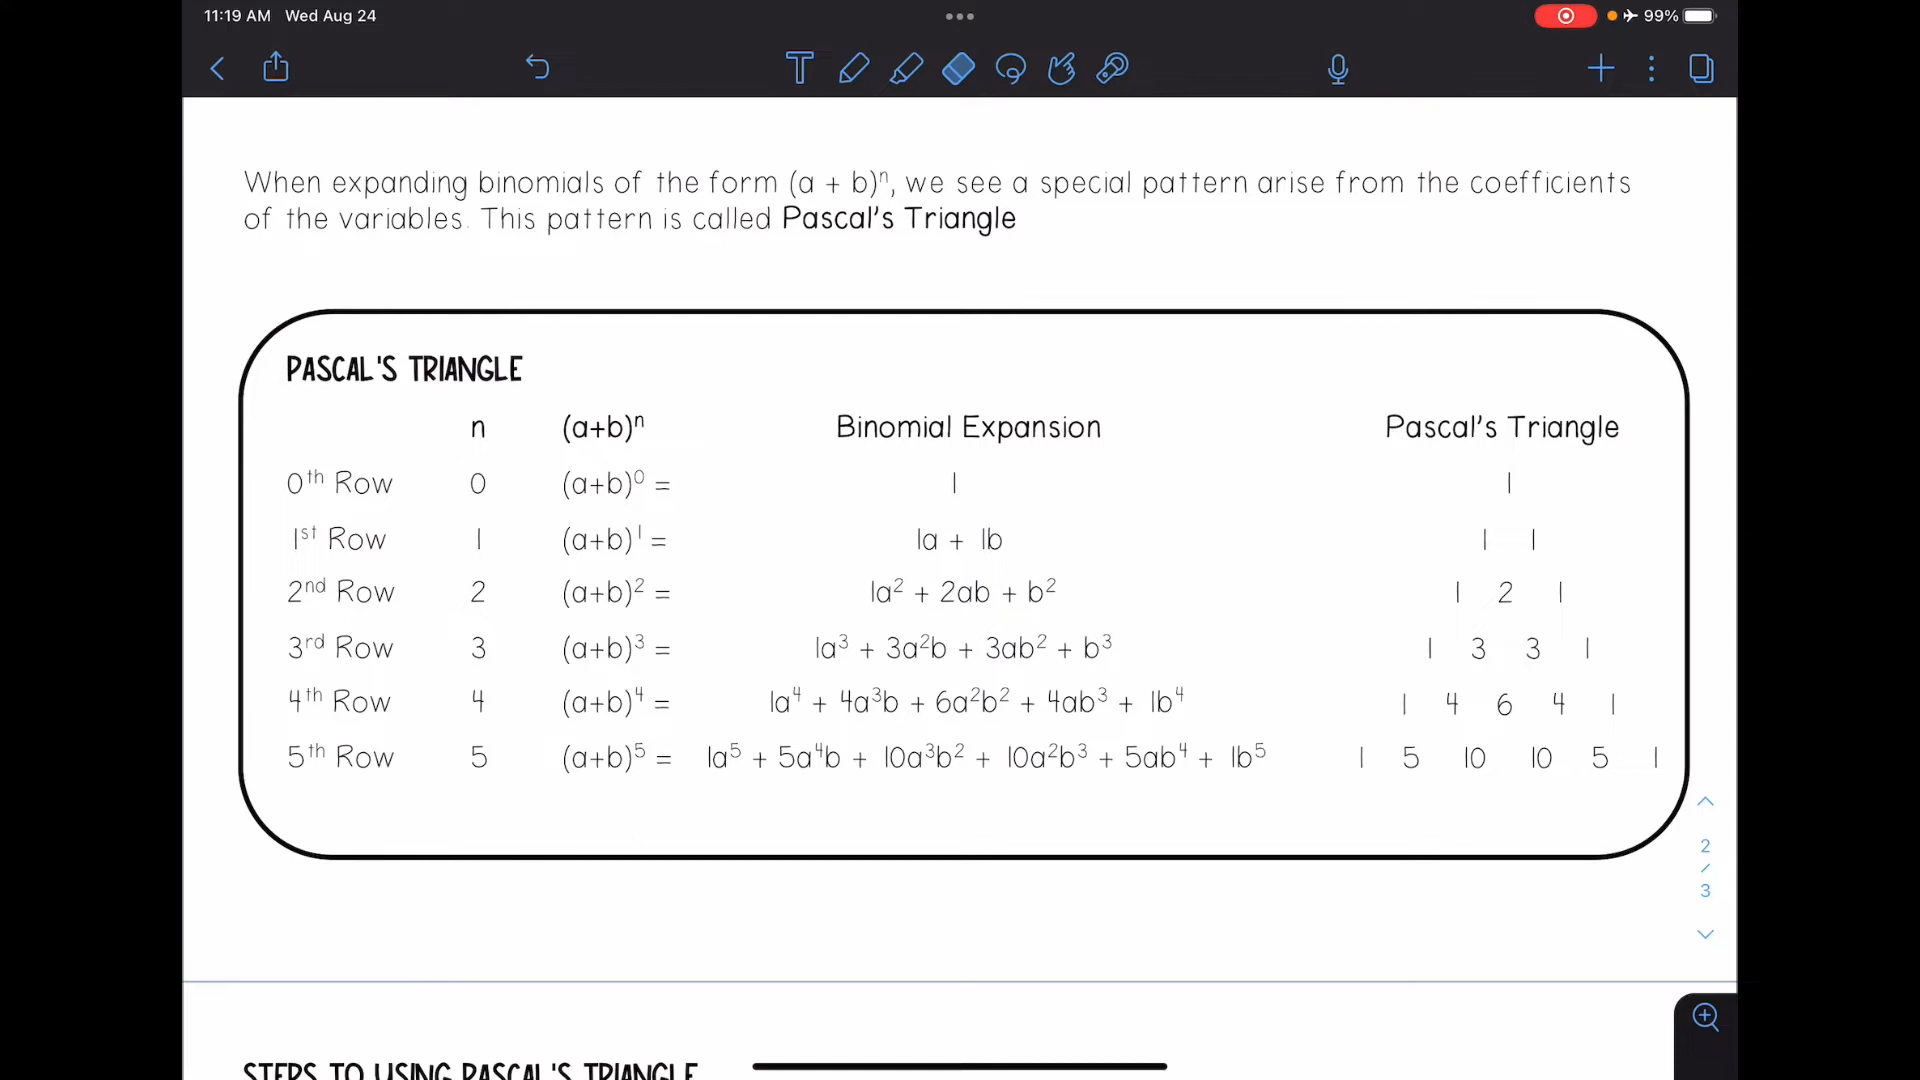 11:19 AM Wed Aug 24
99%
When expanding binomials of the form (a + b)ⁿ, we see a special pattern arise from the coefficients
of the variables. This pattern is called Pascal's Triangle
PASCAL'S TRIANGLE
n (a+b)ⁿ Binomial Expansion Pascal's Triangle
0ᵗʰ Row 0 (a+b)⁰ = 1 1
1ˢᵗ Row 1 (a+b)¹ = 1a + 1b 1 1
2ⁿᵈ Row 2 (a+b)² = 1a² + 2ab + b² 1 2 1
3ʳᵈ Row 3 (a+b)³ = 1a³ + 3a²b + 3ab² + b³ 1 3 3 1
4ᵗʰ Row 4 (a+b)⁴ = 1a⁴ + 4a³b + 6a²b² + 4ab³ + 1b⁴ 1 4 6 4 1
5ᵗʰ Row 5 (a+b)⁵ = 1a⁵ + 5a⁴b + 10a³b² + 10a²b³ + 5ab⁴ + 1b⁵ 1 5 10 10 5 1
2
/
3
STEPS TO USING PASCAL'S TRIANGLE